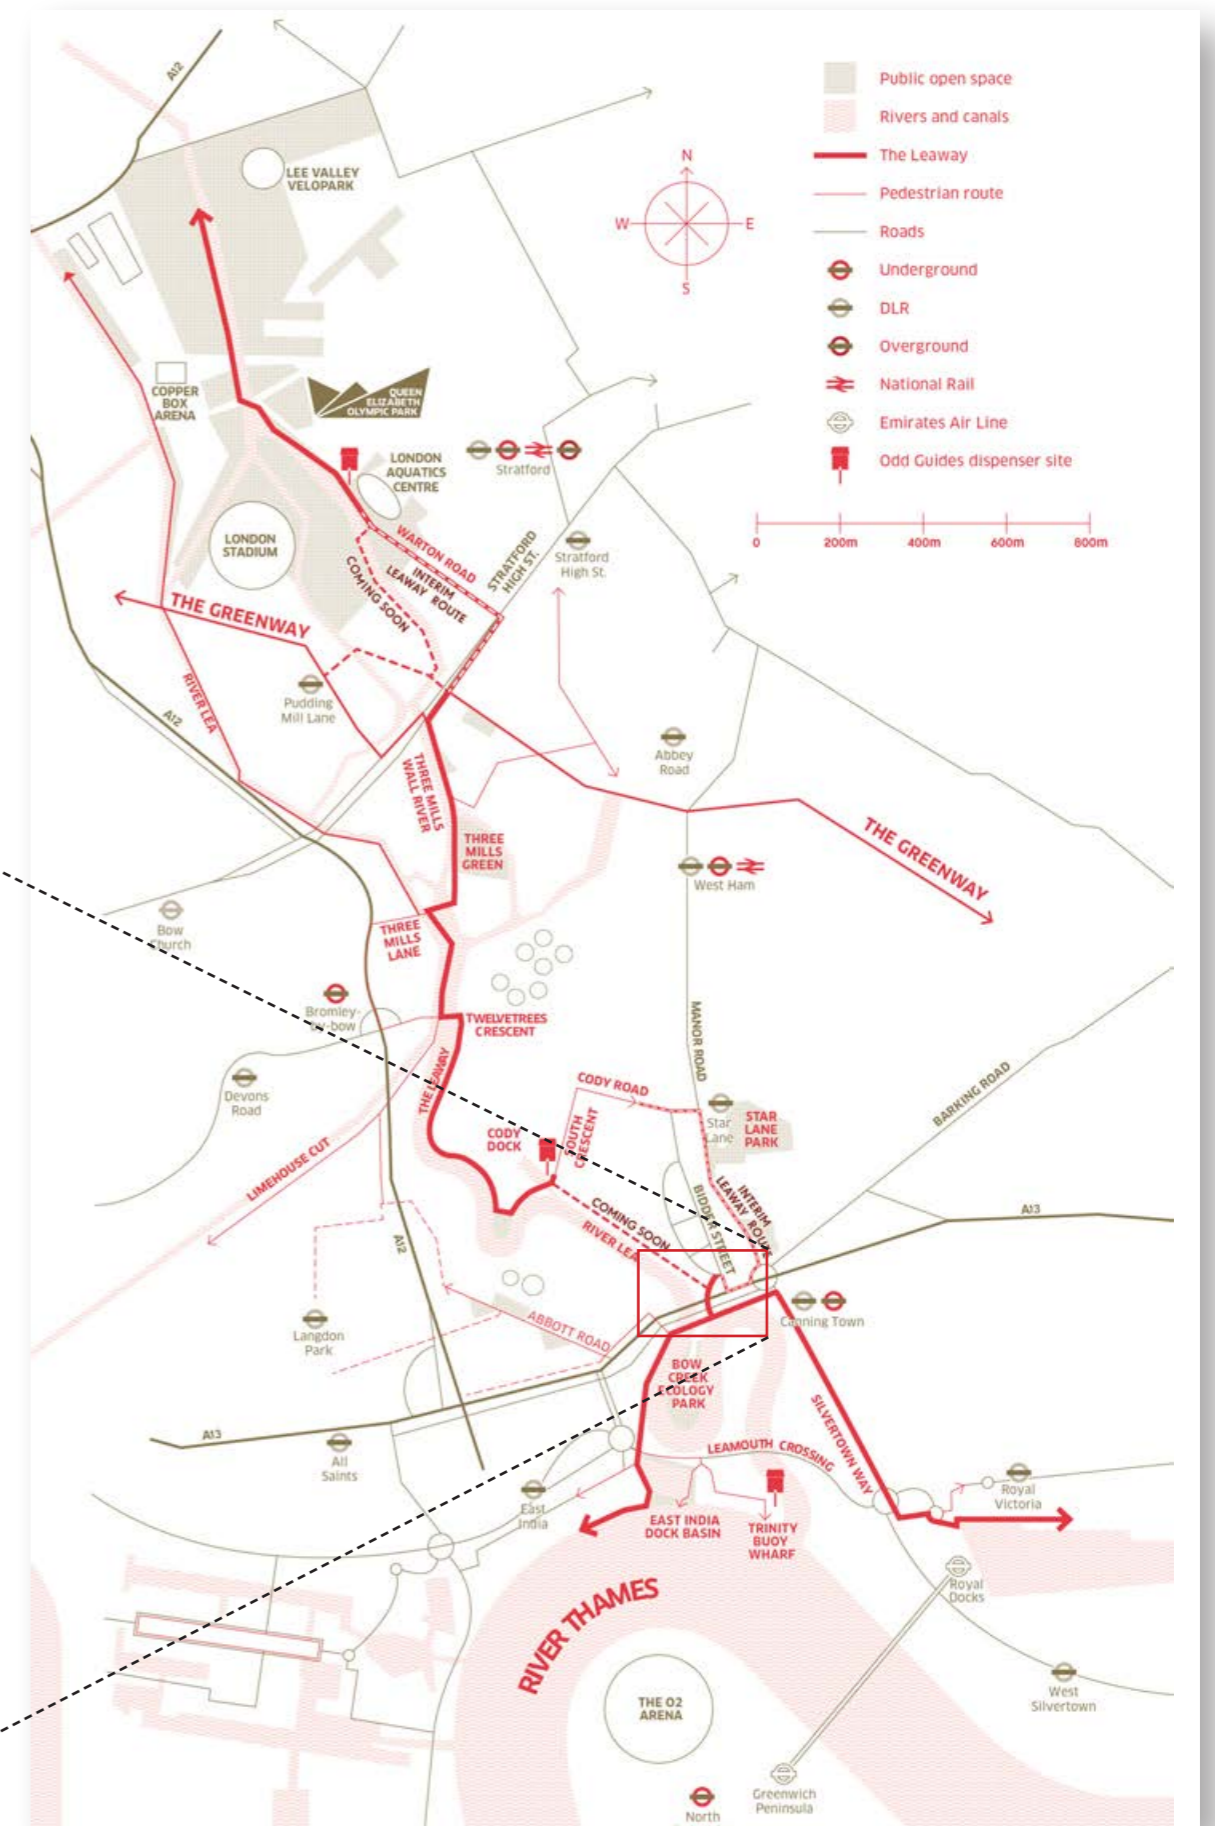 A12
LEE VALLEY
VELOPARK
Public open space
Rivers and canals
The Leaway
Pedestrian route
Roads
Underground
DLR
Overground
National Rail
Emirates Air Line
Odd Guides dispenser site
N
W
E
S
0
200m
400m
600m
800m
COPPER
BOX
ARENA
QUEEN
ELIZABETH
OLYMPIC PARK
LONDON
AQUATICS
CENTRE
Stratford
LONDON
STADIUM
WARTON ROAD
STRATFORD
HIGH ST.
Stratford
High St.
INTERIM
LEAWAY ROUTE
COMING SOON
THE GREENWAY
RIVER LEA
A12
Pudding
Mill Lane
Abbey
Road
THREE MILLS
WALL RIVER
THREE
MILLS
GREEN
THE GREENWAY
West Ham
Bow
Church
THREE
MILLS
LANE
Bromley-
by-bow
TWELVETREES
CRESCENT
MANOR ROAD
THE LEAWAY
Devons
Road
CODY ROAD
BARKING ROAD
Star
Lane
STAR
LANE
PARK
CODY
DOCK
SOUTH
CRESCENT
LIMEHOUSE CUT
INTERIM
LEAWAY ROUTE
BIDDER STREET
COMING SOON
RIVER LEA
A13
A12
Langdon
Park
ABBOTT ROAD
Canning Town
BOW
CREEK
ECOLOGY
PARK
SILVERTOWN WAY
A13
All
Saints
LEAMOUTH CROSSING
East
India
EAST INDIA
DOCK BASIN
TRINITY
BUOY
WHARF
Royal
Victoria
Royal
Docks
RIVER THAMES
THE O2
ARENA
West
Silvertown
Greenwich
Peninsula
North